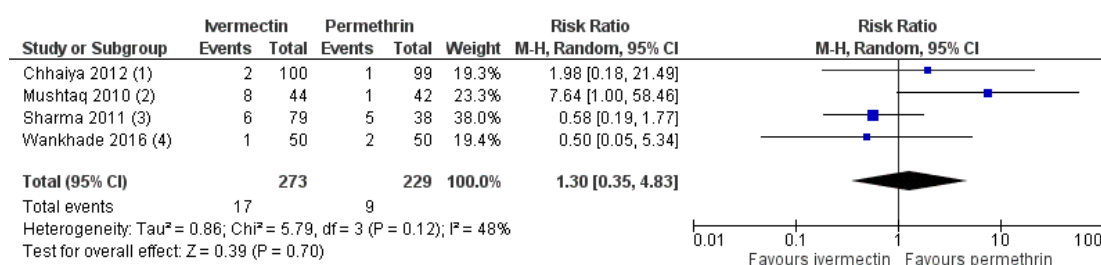 Ivermectin Permethrin Risk Ratio Risk Ratio
Study or Subgroup Events Total Events Total Weight M-H, Random, 95% CI M-H, Random, 95% CI
Chhaiya 2012 (1) 2 100 1 99 19.3% 1.98 [0.18, 21.49]
Mushtaq 2010 (2) 8 44 1 42 23.3% 7.64 [1.00, 58.46]
Sharma 2011 (3) 6 79 5 38 38.0% 0.58 [0.19, 1.77]
Wankhade 2016 (4) 1 50 2 50 19.4% 0.50 [0.05, 5.34]
Total (95% CI) 273 229 100.0% 1.30 [0.35, 4.83]
Total events 17 9
Heterogeneity: Tau² = 0.86; Chi² = 5.79, df = 3 (P = 0.12); I² = 48%
Test for overall effect: Z = 0.39 (P = 0.70)
0.01 0.1 1 10 100
Favours ivermectin Favours permethrin